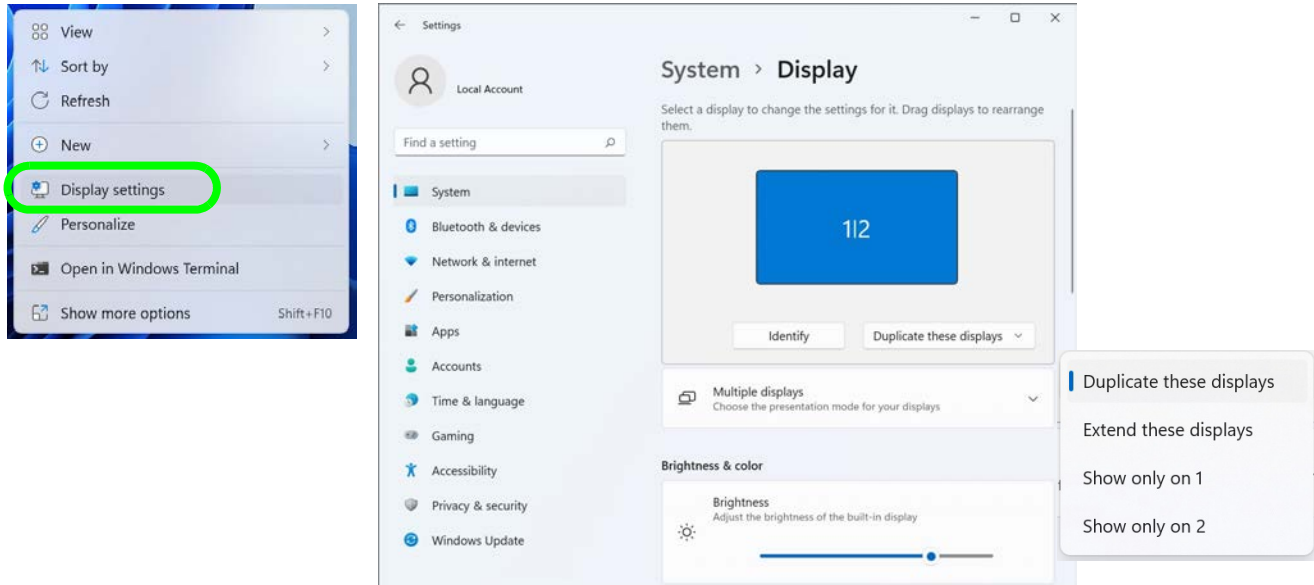 View
Sort by
Refresh
New
Display settings
Personalize
Open in Windows Terminal
Show more options Shift+F10
Settings
Local Account
Find a setting
System
Bluetooth & devices
Network & internet
Personalization
Apps
Accounts
Time & language
Gaming
Accessibility
Privacy & security
Windows Update
System › Display
Select a display to change the settings for it. Drag displays to rearrange
them.
1|2
Identify Duplicate these displays
Multiple displays
Choose the presentation mode for your displays
Brightness & color
Brightness
Adjust the brightness of the built-in display
Duplicate these displays
Extend these displays
Show only on 1
Show only on 2